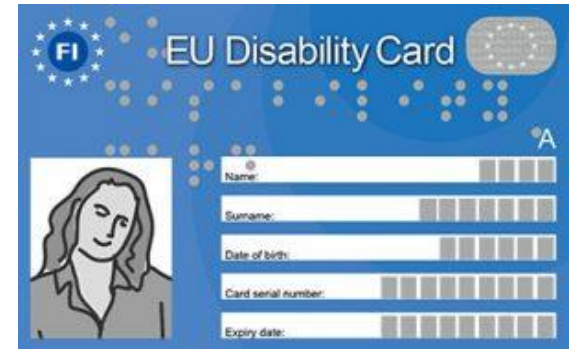 FI
EU Disability Card
A
Name:
Surname:
Date of birth:
Card serial number:
Expiry date: